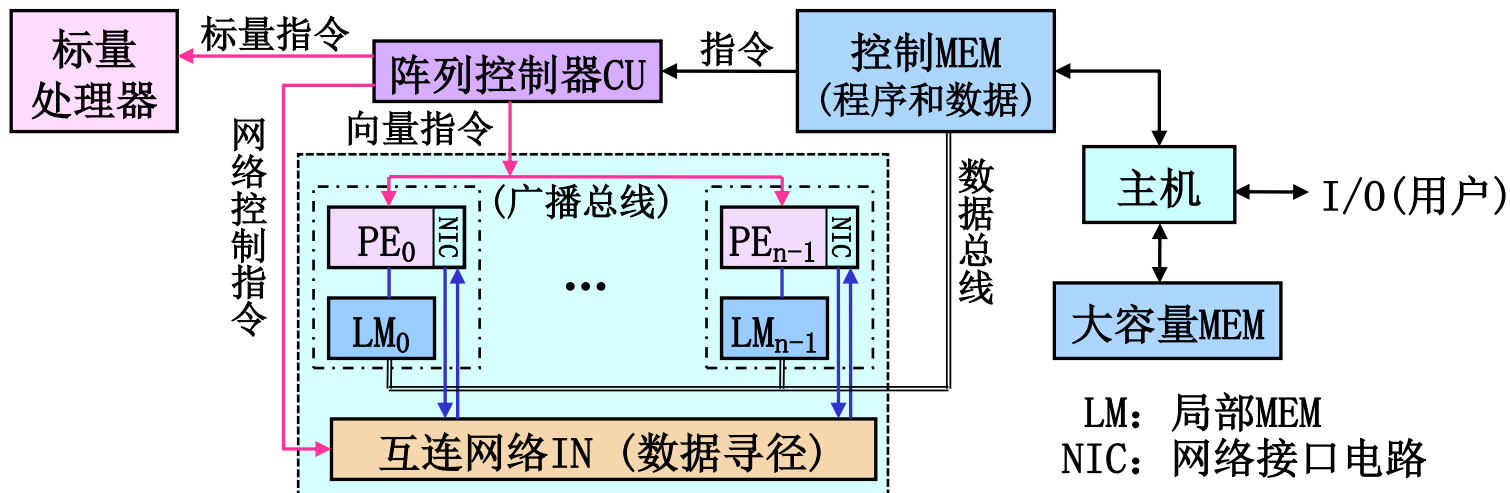 标量
处理器
标量指令
阵列控制器CU
指令
控制MEM
(程序和数据)
网络控制指令
向量指令
(广播总线)
数据总线
主机
I/O(用户)
PE0
NIC
...
PEn-1
NIC
LM0
LMn-1
大容量MEM
互连网络IN (数据寻径)
LM: 局部MEM
NIC: 网络接口电路